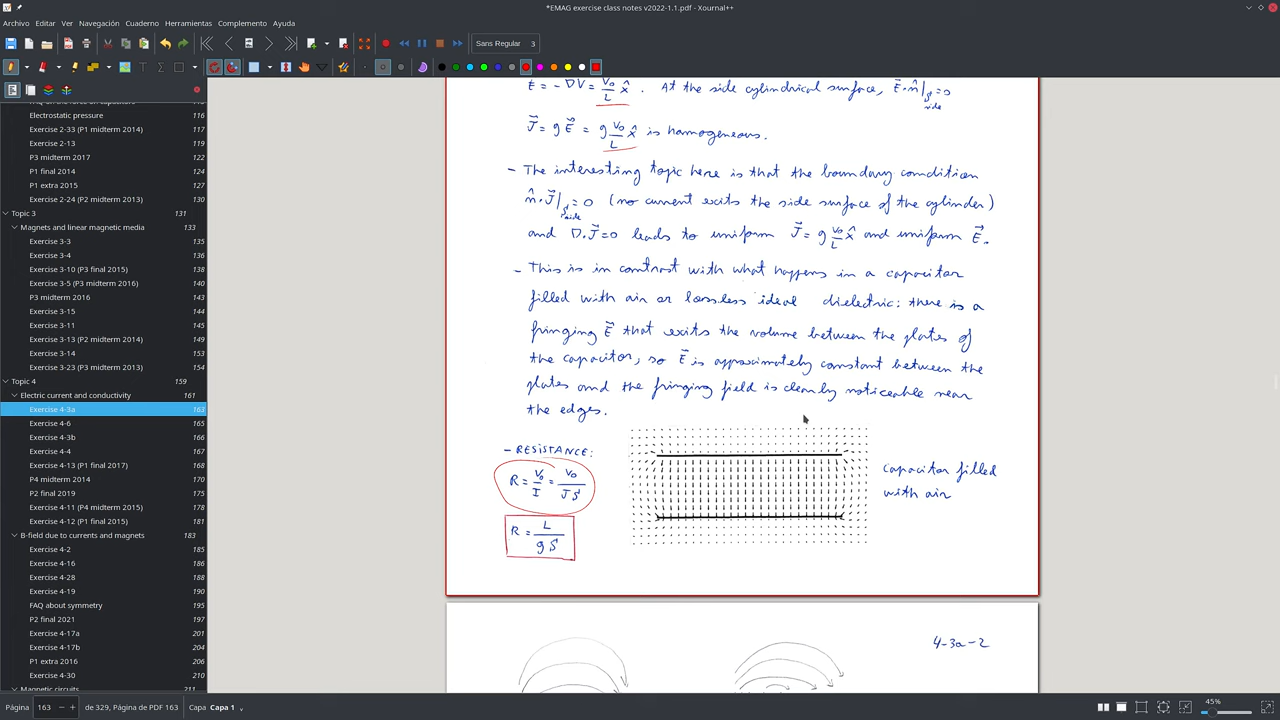 *EMAG exercise class notes v2022-1.1.pdf - Xournal++
Archivo Editar Ver Navegación Cuaderno Herramientas Complemento Ayuda
Sans Regular 3
Electrostatic pressure 116
Exercise 2-33 (P1 midterm 2014) 117
Exercise 2-13 119
P3 midterm 2017 122
P1 final 2014 124
P1 extra 2015 127
Exercise 2-24 (P2 midterm 2013) 130
Topic 3 131
Magnets and linear magnetic media 133
Exercise 3-3 135
Exercise 3-4 136
Exercise 3-10 (P3 final 2015) 138
Exercise 3-5 (P3 midterm 2016) 140
P3 midterm 2016 143
Exercise 3-15 144
Exercise 3-11 145
Exercise 3-13 (P2 midterm 2014) 149
Exercise 3-14 153
Exercise 3-23 (P3 midterm 2013) 154
Topic 4 159
Electric current and conductivity 161
Exercise 4-3a 163
Exercise 4-6 165
Exercise 4-3b 166
Exercise 4-4 167
Exercise 4-13 (P1 final 2017) 168
P4 midterm 2014 170
P2 final 2019 175
Exercise 4-11 (P4 midterm 2015) 178
Exercise 4-12 (P1 final 2015) 181
B-field due to currents and magnets 183
Exercise 4-2 185
Exercise 4-16 186
Exercise 4-28 188
Exercise 4-19 190
FAQ about symmetry 195
P2 final 2021 197
Exercise 4-17a 201
Exercise 4-17b 204
P1 extra 2016 206
Exercise 4-30 210
Magnetic circuits 211
E⃗ = -∇V = V₀/L x̂. At the side cylindrical surface, E⃗·n̂|S side = 0
J⃗ = g E⃗ = g V₀/L x̂ is homogeneous.
- The interesting topic here is that the boundary condition
n̂·J⃗|S side = 0 (no current exits the side surface of the cylinder)
and ∇·J⃗=0 leads to uniform J⃗ = g V₀/L x̂ and uniform E⃗.
- This is in contrast with what happens in a capacitor
filled with air or lossless ideal dielectric: there is a
fringing E⃗ that exits the volume between the plates of
the capacitor, so E⃗ is approximately constant between the
plates and the fringing field is clearly noticeable near
the edges.
- RESISTANCE:
R = V₀/I = V₀/JS
R = L/gS
capacitor filled
with air
4-3a-2
Página 163 de 329, Página de PDF 163 Capa Capa 1 45%